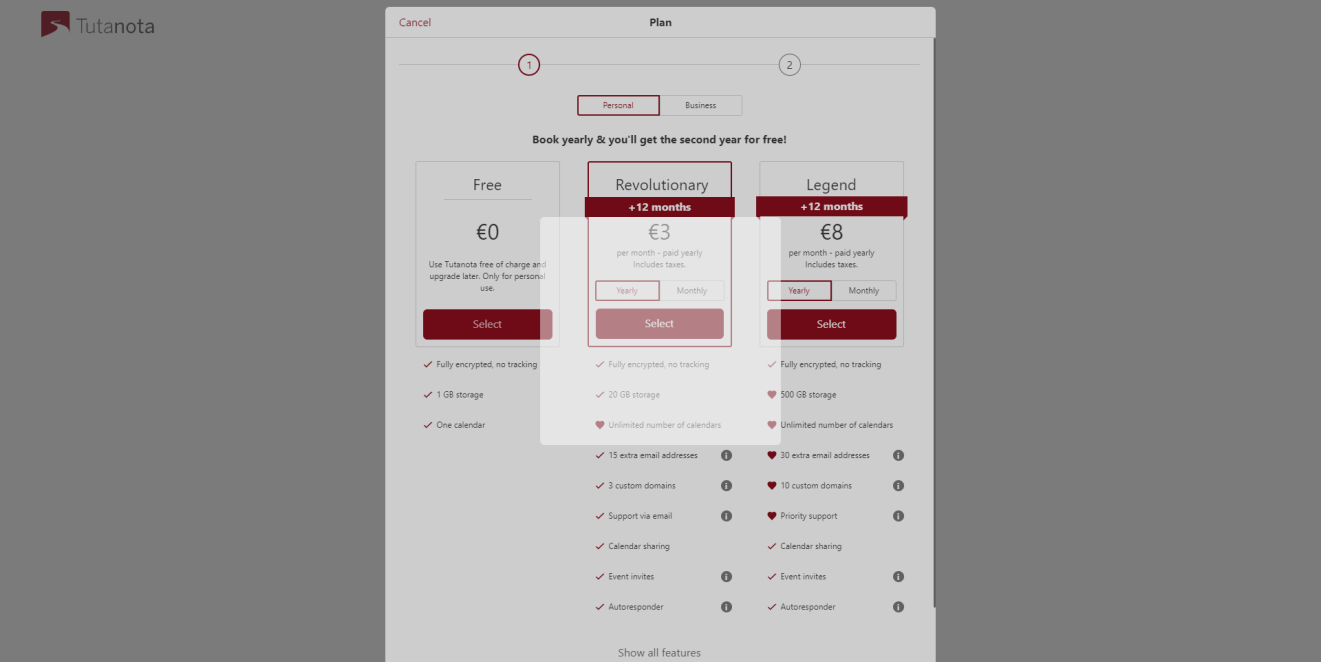 Tutanota
Cancel
Plan
1
2
Personal
Business
Book yearly & you'll get the second year for free!
Free
€0
Use Tutanota free of charge and
upgrade later. Only for personal
use.
Select
Fully encrypted, no tracking
1 GB storage
One calendar
Revolutionary
+12 months
€3
per month - paid yearly
Includes taxes.
Yearly
Monthly
Select
Fully encrypted, no tracking
20 GB storage
Unlimited number of calendars
15 extra email addresses
3 custom domains
Support via email
Calendar sharing
Event invites
Autoresponder
Legend
+12 months
€8
per month - paid yearly
Includes taxes.
Yearly
Monthly
Select
Fully encrypted, no tracking
500 GB storage
Unlimited number of calendars
30 extra email addresses
10 custom domains
Priority support
Calendar sharing
Event invites
Autoresponder
Show all features